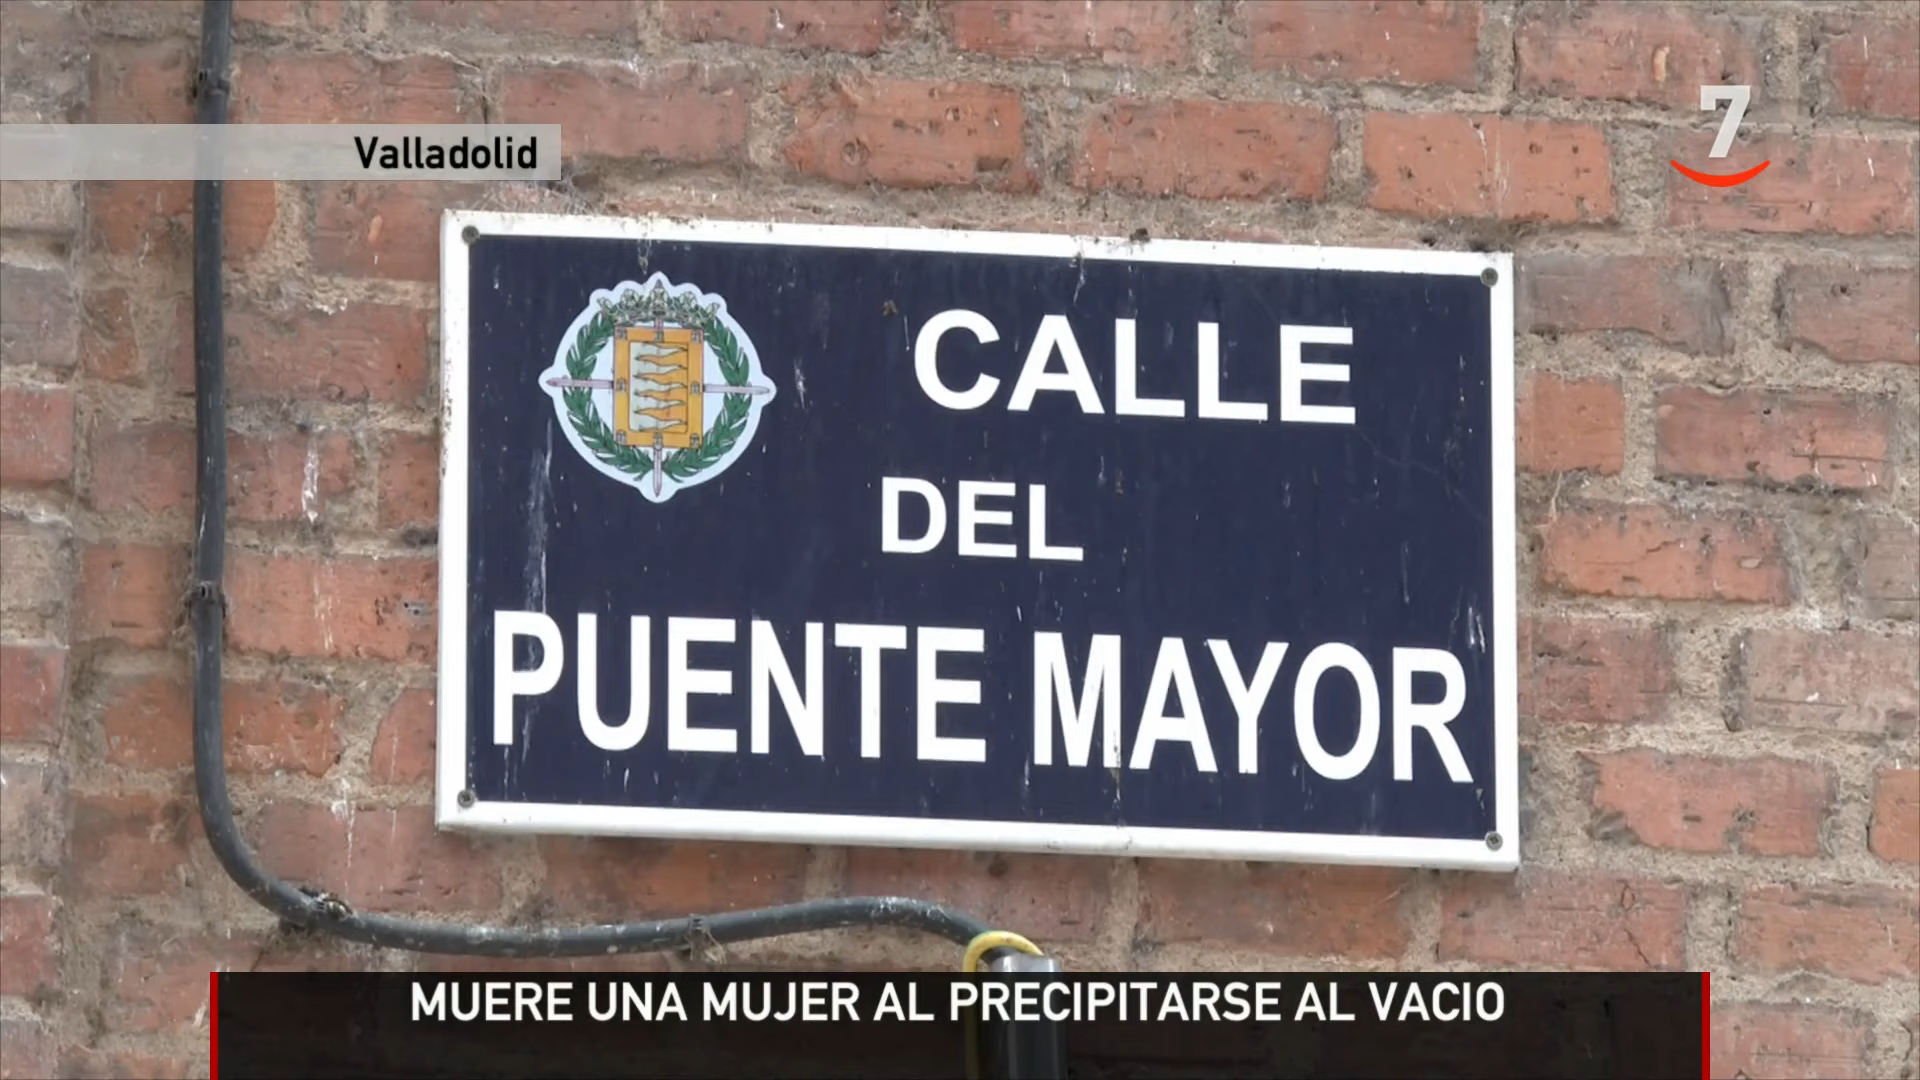 Valladolid
7
CALLE
DEL
PUENTE MAYOR
MUERE UNA MUJER AL PRECIPITARSE AL VACIO